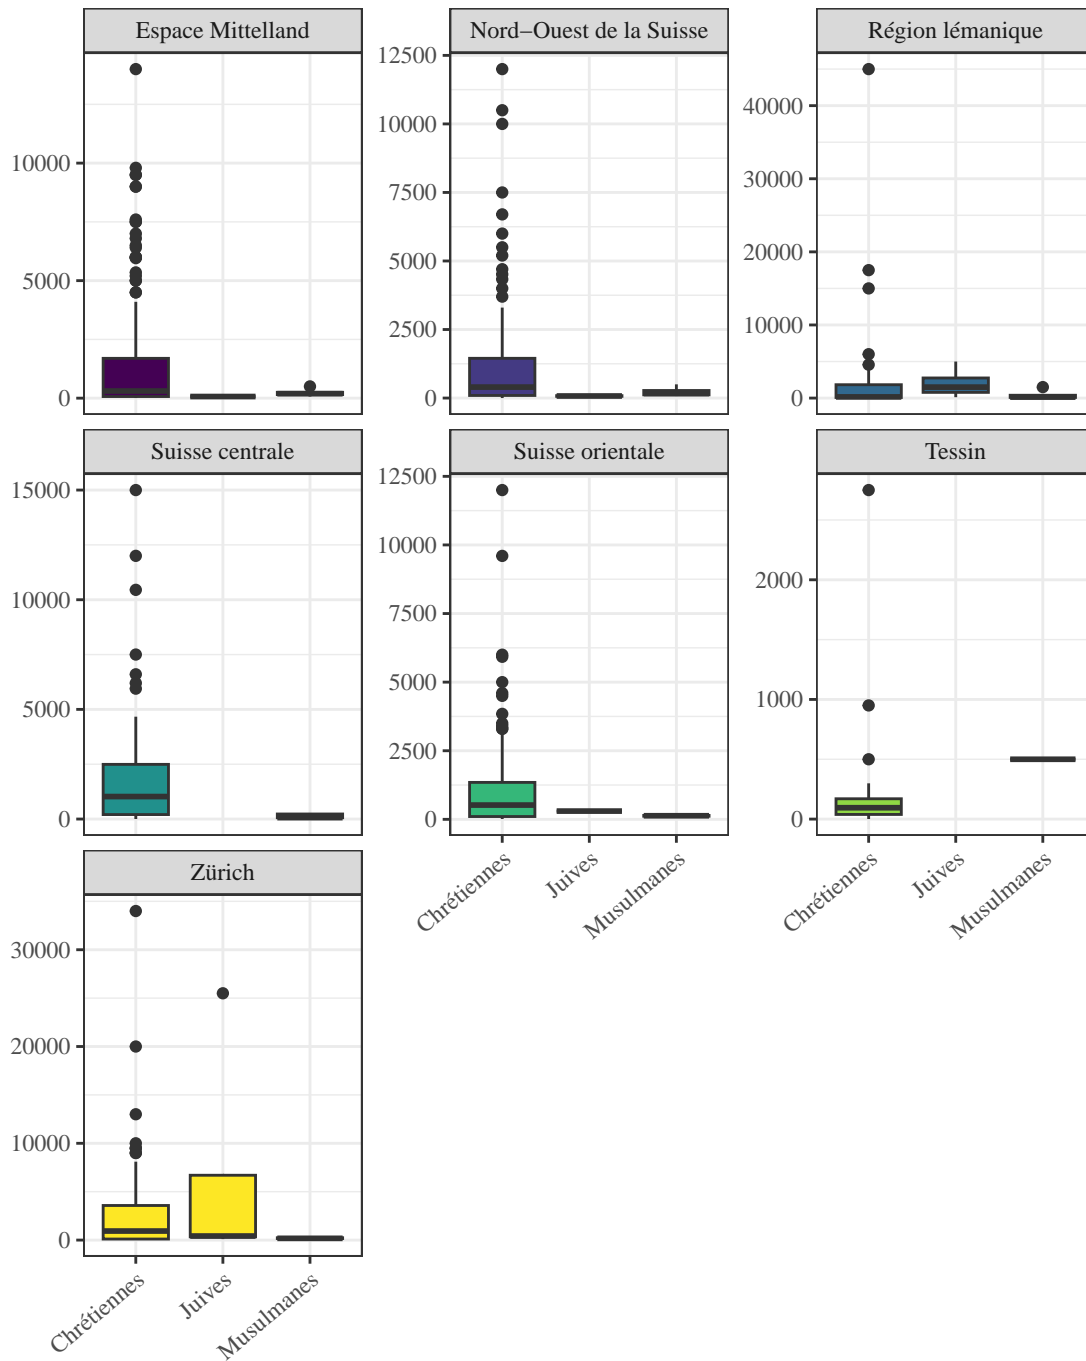 Espace Mittelland
Nord−Ouest de la Suisse
Région lémanique
10000
5000
0
12500
10000
7500
5000
2500
0
40000
30000
20000
10000
0
Suisse centrale
Suisse orientale
Tessin
15000
10000
5000
0
12500
10000
7500
5000
2500
0
2000
1000
0
Chrétiennes
Juives
Musulmanes
Chrétiennes
Juives
Musulmanes
Zürich
30000
20000
10000
0
Chrétiennes
Juives
Musulmanes